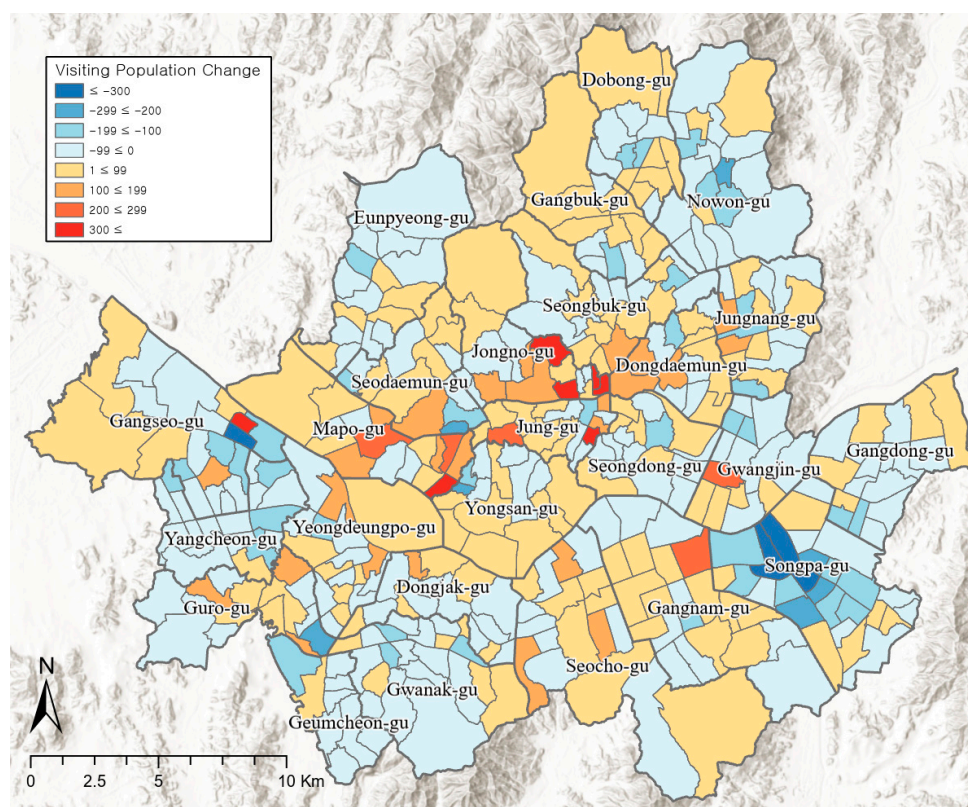 Visiting Population Change
≤ -300
-299 ≤ -200
-199 ≤ -100
-99 ≤ 0
1 ≤ 99
100 ≤ 199
200 ≤ 299
300 ≤
Dobong-gu
Gangbuk-gu
Nowon-gu
Eunpyeong-gu
Seongbuk-gu
Jungnang-gu
Jongno-gu
Dongdaemun-gu
Seodaemun-gu
Gangseo-gu
Mapo-gu
Jung-gu
Gangdong-gu
Seongdong-gu
Gwangjin-gu
Yongsan-gu
Yeongdeungpo-gu
Yangcheon-gu
Songpa-gu
Dongjak-gu
Guro-gu
Gangnam-gu
Seocho-gu
Gwanak-gu
Geumcheon-gu
N
0 2.5 5 10 Km